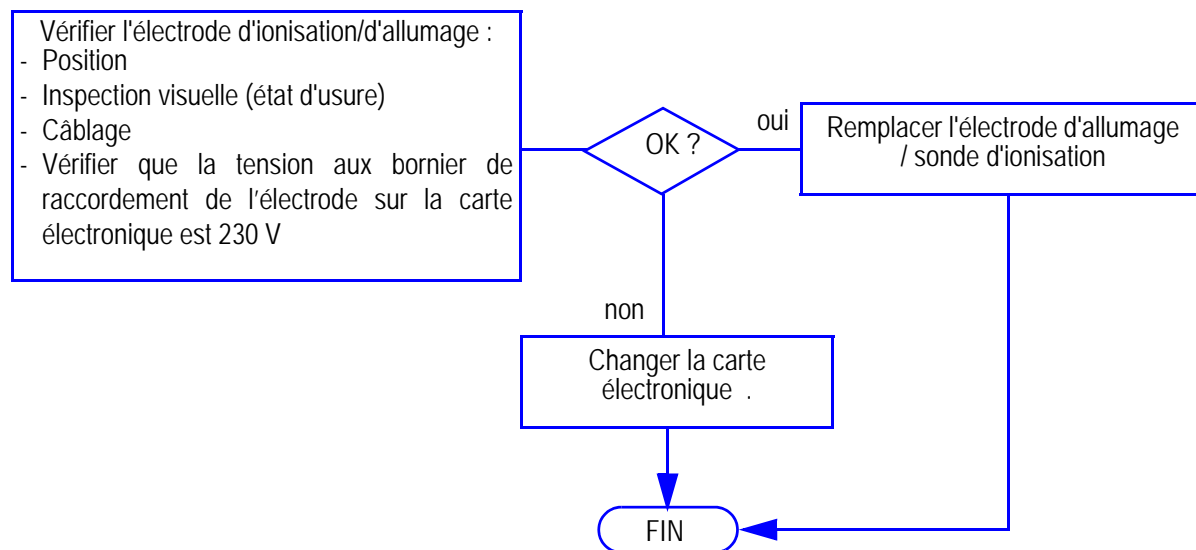 Vérifier l'électrode d'ionisation/d'allumage :
- Position
- Inspection visuelle (état d'usure)
- Câblage
- Vérifier que la tension aux bornier de
raccordement de l'électrode sur la carte
électronique est 230 V
OK ?
oui
Remplacer l'électrode d'allumage
/ sonde d'ionisation
non
Changer la carte
électronique .
FIN